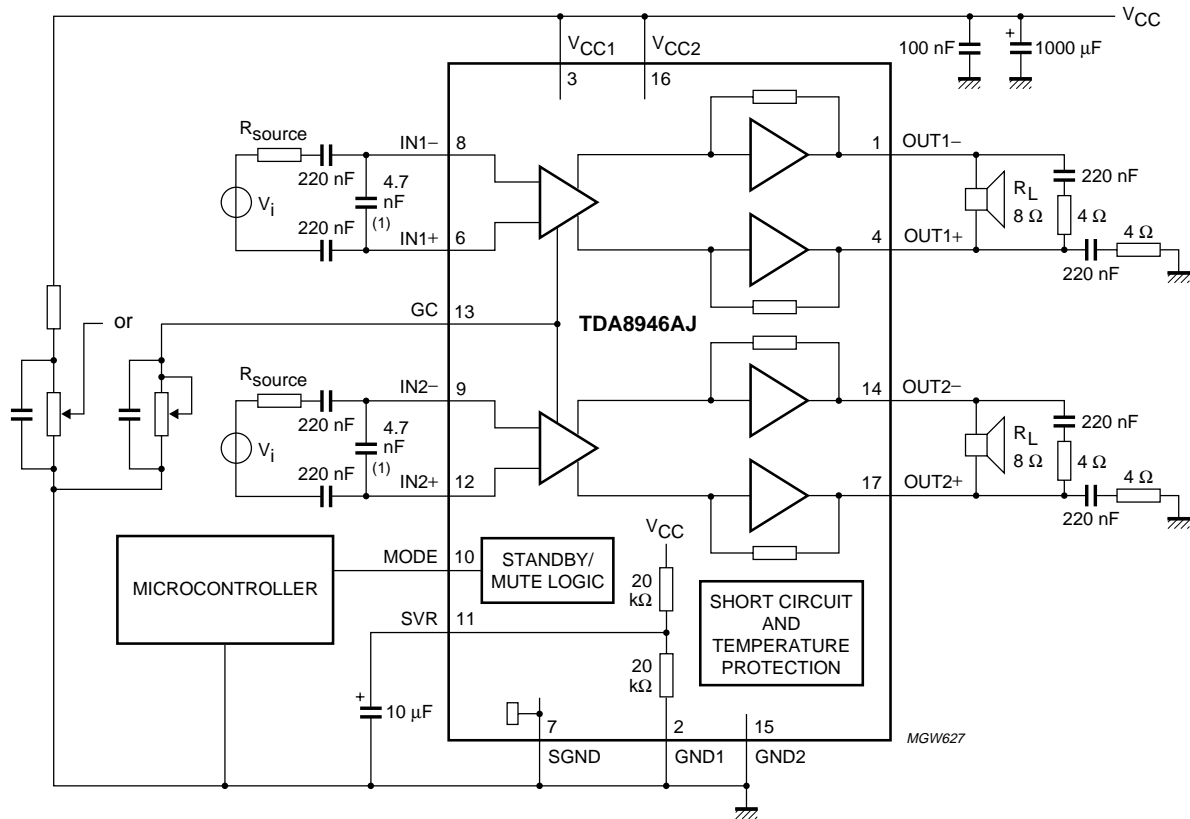 VCC
VCC1
VCC2
3
16
100 nF
+
1000 μF
Rsource
IN1−
8
220 nF
4.7
nF
(1)
Vi
220 nF
IN1+
6
1
OUT1−
220 nF
RL
8 Ω
4 Ω
4
OUT1+
4 Ω
220 nF
GC
13
TDA8946AJ
or
Rsource
IN2−
9
220 nF
4.7
nF
(1)
Vi
220 nF
IN2+
12
14
OUT2−
220 nF
RL
8 Ω
4 Ω
17
OUT2+
4 Ω
220 nF
VCC
MICROCONTROLLER
MODE
10
STANDBY/
MUTE LOGIC
20
kΩ
SHORT CIRCUIT
AND
TEMPERATURE
PROTECTION
SVR
11
20
kΩ
+
10 μF
7
2
15
SGND
GND1
GND2
MGW627